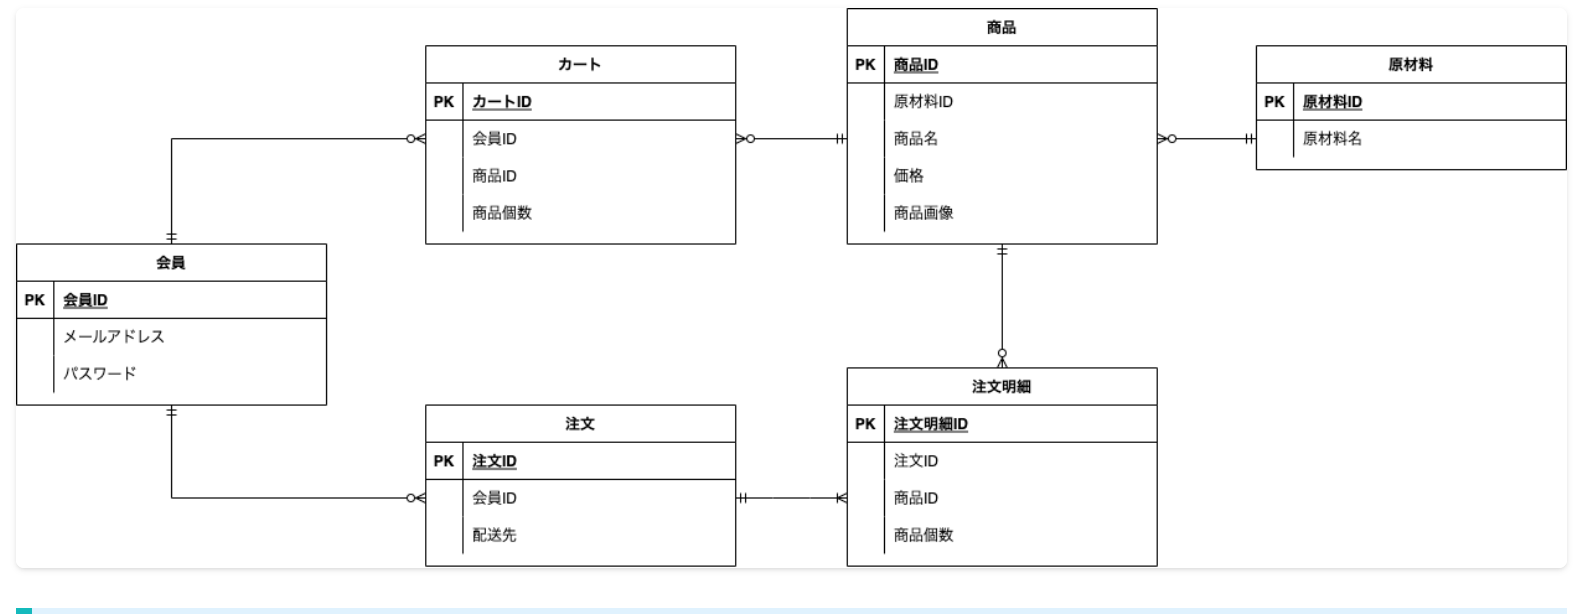 商品
PK 商品ID
原材料ID
商品名
価格
商品画像
カート
PK カートID
会員ID
商品ID
商品個数
原材料
PK 原材料ID
原材料名
会員
PK 会員ID
メールアドレス
パスワード
注文
PK 注文ID
会員ID
配送先
注文明細
PK 注文明細ID
注文ID
商品ID
商品個数